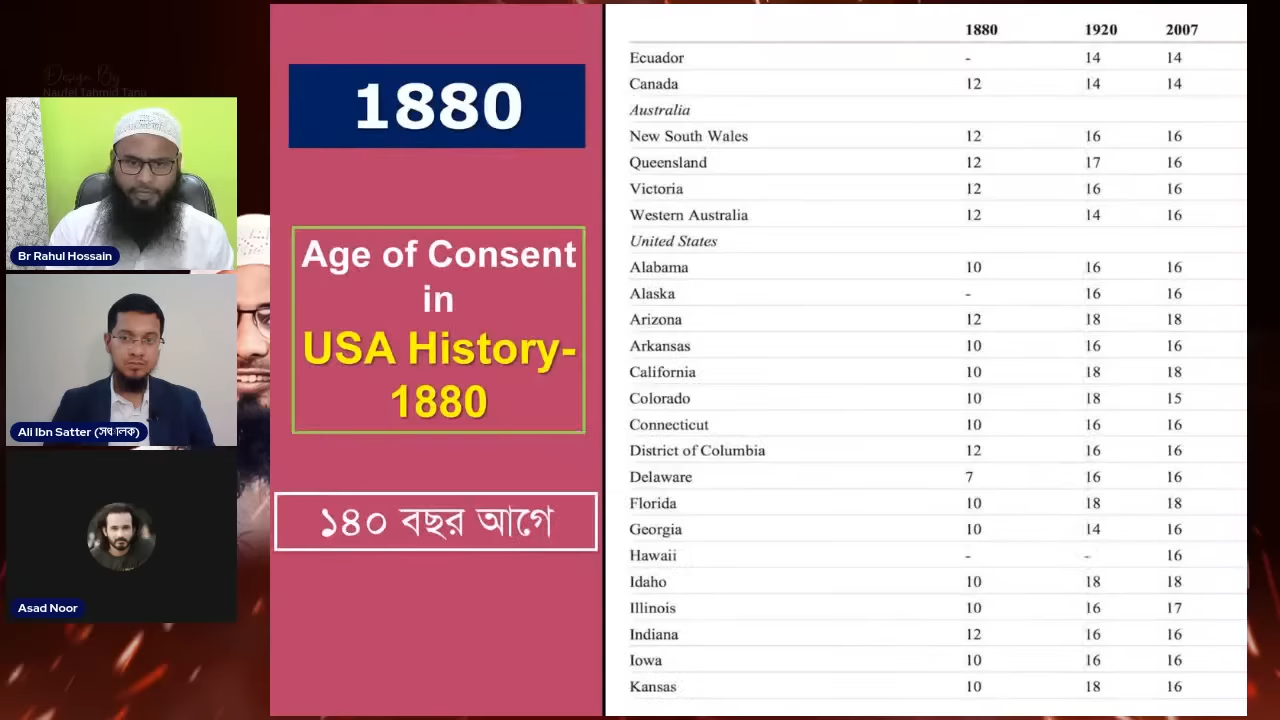 Design By
Naufel Tahmid Tanu
Br Rahul Hossain
Ali Ibn Satter (সঞ্চালক)
Asad Noor
1880
Age of Consent
in
USA History-
1880
১৪০ বছর আগে
1880 1920 2007
Ecuador - 14 14
Canada 12 14 14
Australia
New South Wales 12 16 16
Queensland 12 17 16
Victoria 12 16 16
Western Australia 12 14 16
United States
Alabama 10 16 16
Alaska - 16 16
Arizona 12 18 18
Arkansas 10 16 16
California 10 18 18
Colorado 10 18 15
Connecticut 10 16 16
District of Columbia 12 16 16
Delaware 7 16 16
Florida 10 18 18
Georgia 10 14 16
Hawaii - - 16
Idaho 10 18 18
Illinois 10 16 17
Indiana 12 16 16
Iowa 10 16 16
Kansas 10 18 16